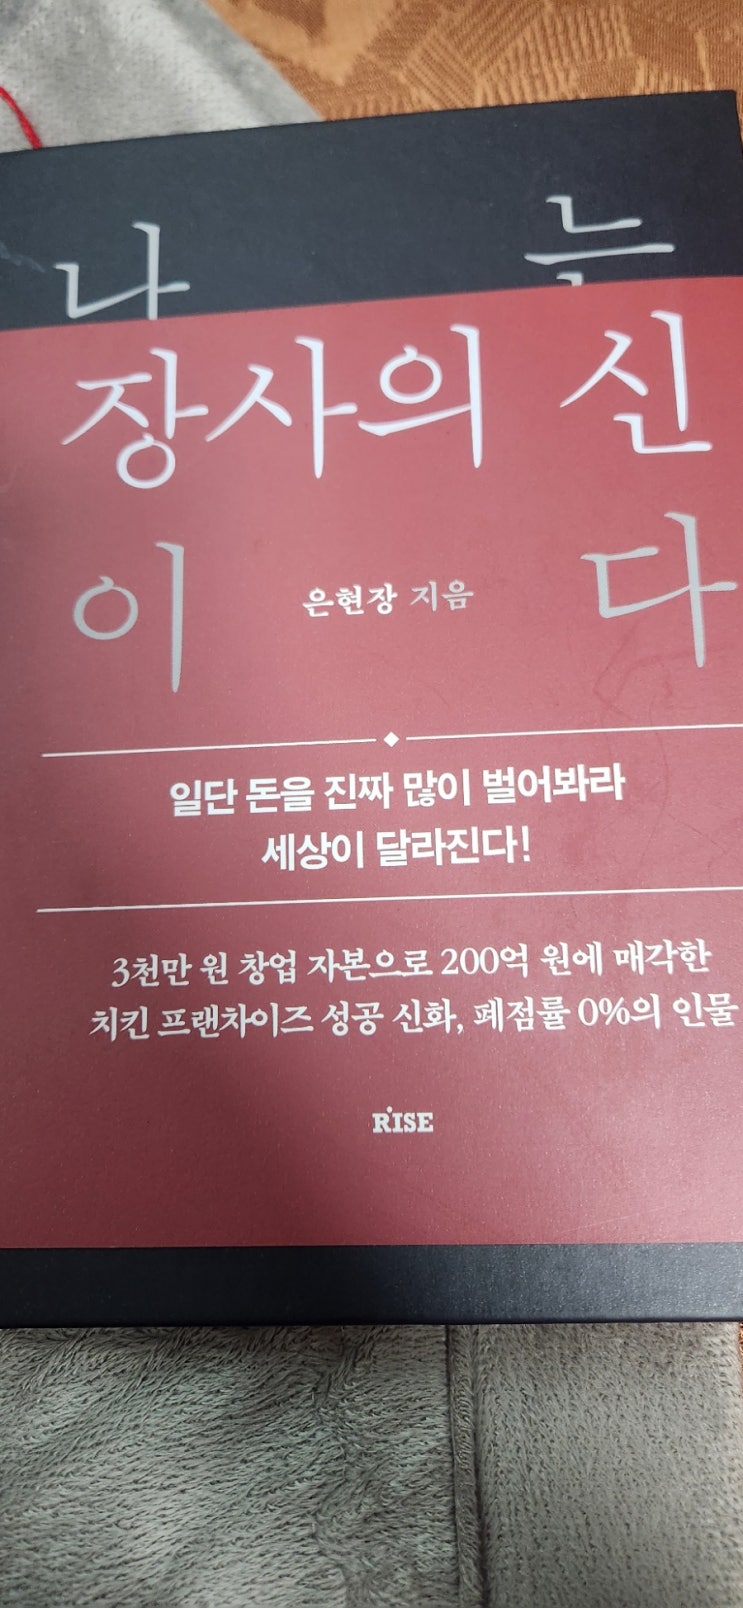 나 는
장사의 신
이 다
은현장 지음
일단 돈을 진짜 많이 벌어봐라
세상이 달라진다!
3천만 원 창업 자본으로 200억 원에 매각한
치킨 프랜차이즈 성공 신화, 폐점률 0%의 인물
RISE